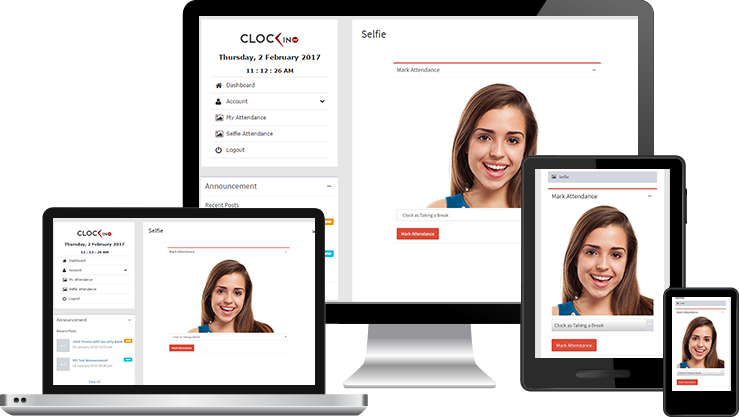 CLOCKIN
Thursday, 2 February 2017
11 : 12 : 26 AM
Dashboard
Account
My Attendance
Selfie Attendance
Logout
Announcement
Recent Posts
Selfie
Mark Attendance
Clock as Taking a Break
Mark Attendance
CLOCKIN
Thursday, 2 February 2017
11 : 12 : 26 AM
Dashboard
Account
My Attendance
Selfie Attendance
Logout
Announcement
Recent Posts
View All
Selfie
Mark Attendance
Clock as Taking a Break
Mark Attendance
Selfie
Mark Attendance
Clock as Taking a Break
Mark Attendance
Selfie
Mark Attendance
Mark Attendance